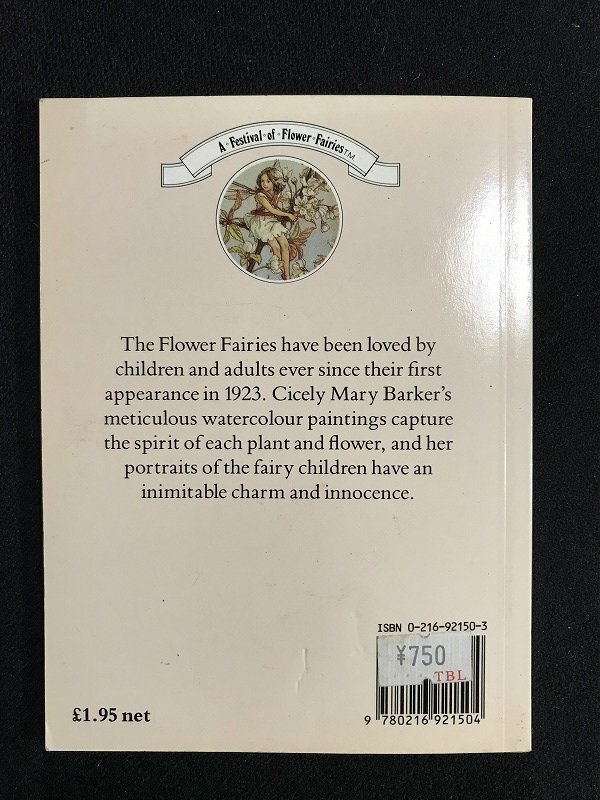 A·Festival·of·Flower·Fairies™
The Flower Fairies have been loved by
children and adults ever since their first
appearance in 1923. Cicely Mary Barker's
meticulous watercolour paintings capture
the spirit of each plant and flower, and her
portraits of the fairy children have an
inimitable charm and innocence.
ISBN 0-216-92150-3
¥750
TBL
£1.95 net
9 780216 921504